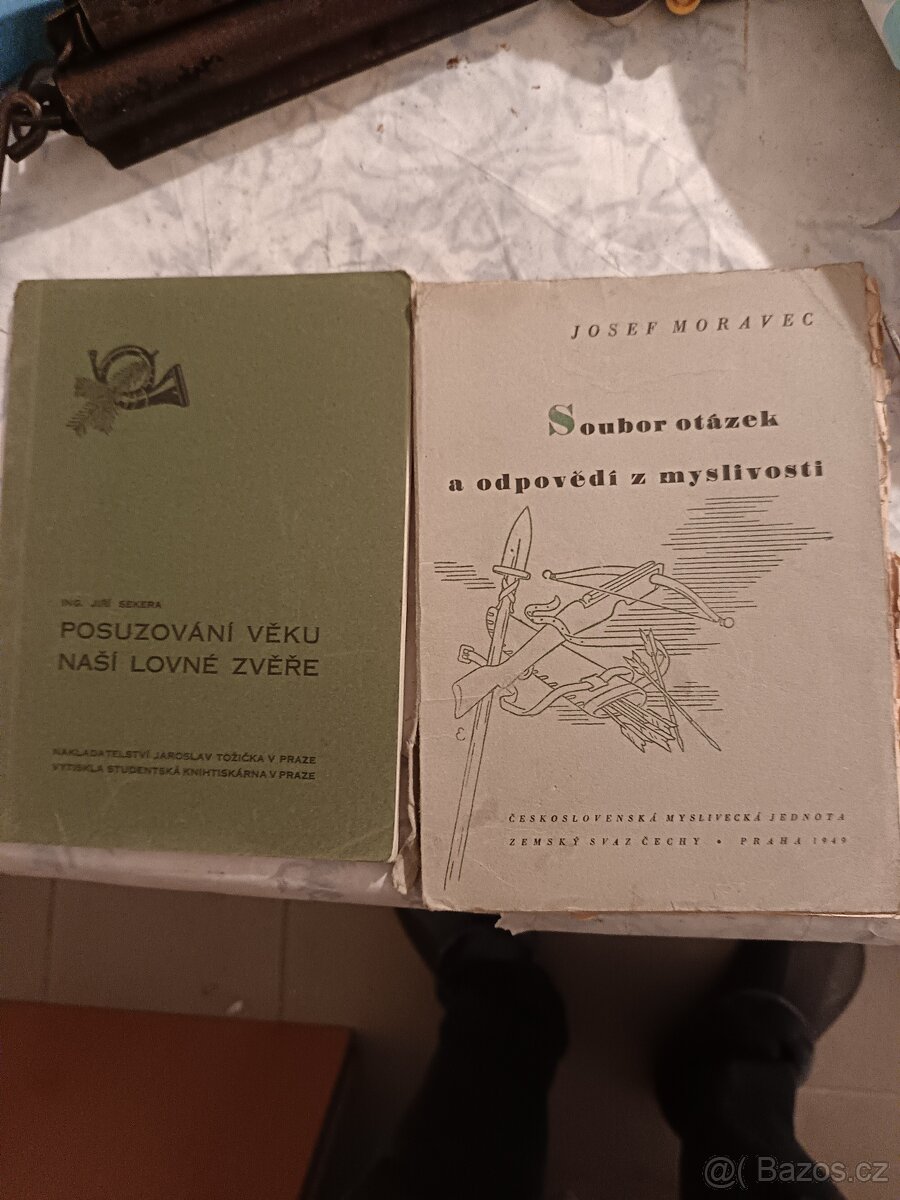 ING. JIŘÍ SEKERA
POSUZOVÁNÍ VĚKU
NAŠÍ LOVNÉ ZVĚŘE
NAKLADATELSTVÍ JAROSLAV TOŽIČKA V PRAZE
VYTISKLA STUDENTSKÁ KNIHTISKÁRNA V PRAZE
JOSEF MORAVEC
Soubor otázek
a odpovědí z myslivosti
ČESKOSLOVENSKÁ MYSLIVECKÁ JEDNOTA
ZEMSKÝ SVAZ ČECHY • PRAHA 1949
@( Bazos.cz